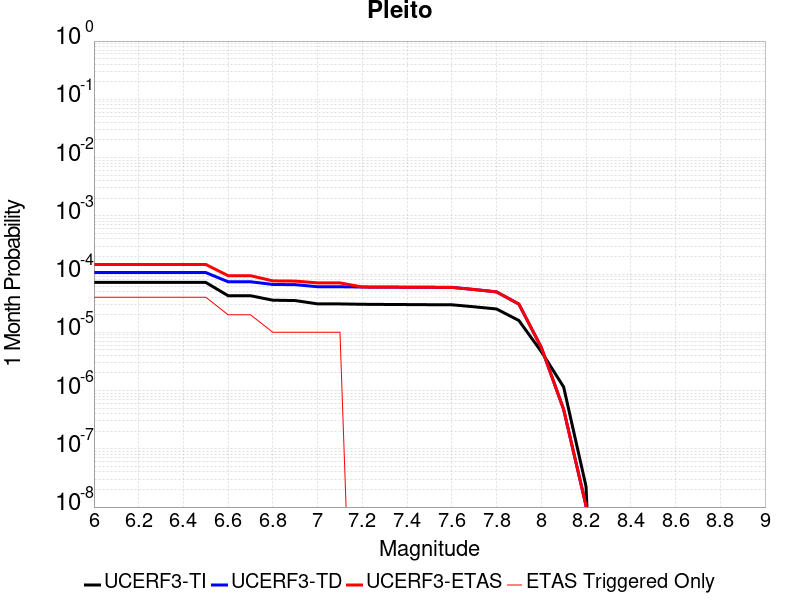 Pleito
1 Month Probability
10^0
10^-1
10^-2
10^-3
10^-4
10^-5
10^-6
10^-7
10^-8
6 6.2 6.4 6.6 6.8 7 7.2 7.4 7.6 7.8 8 8.2 8.4 8.6 8.8 9
Magnitude
UCERF3-TI UCERF3-TD UCERF3-ETAS ETAS Triggered Only